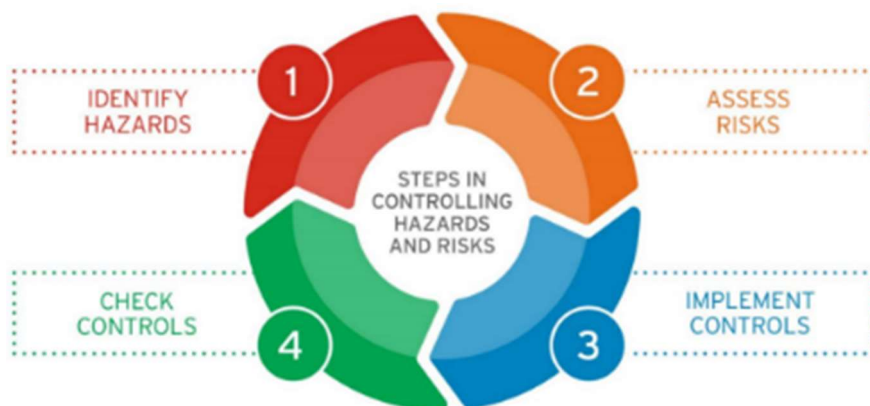 1
IDENTIFY
HAZARDS
2
ASSESS
RISKS
STEPS IN
CONTROLLING
HAZARDS
AND RISKS
3
IMPLEMENT
CONTROLS
4
CHECK
CONTROLS